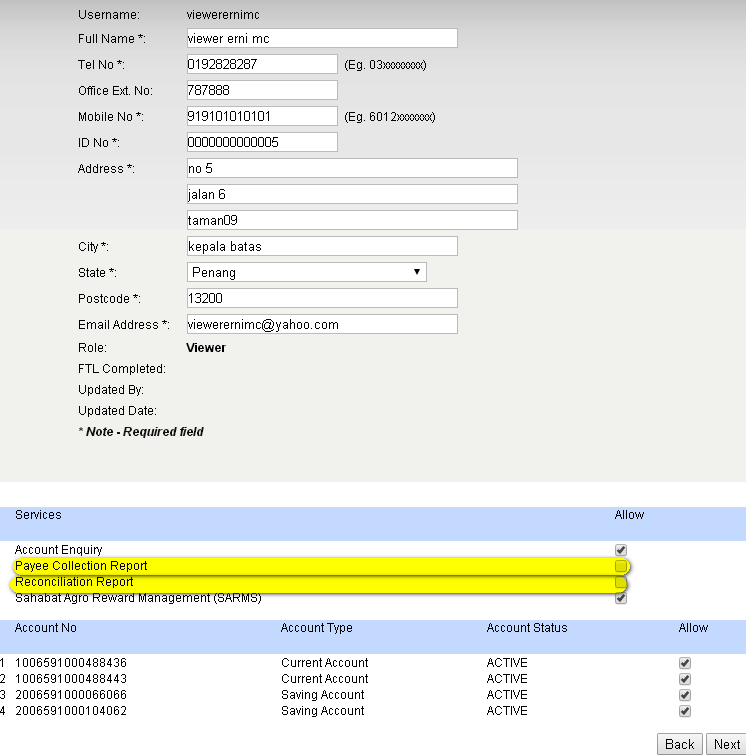 Username: viewerernimc
Full Name *: viewer erni mc
Tel No *: 0192828287 (Eg. 03xxxxxxxx)
Office Ext. No: 787888
Mobile No *: 919101010101 (Eg. 6012xxxxxxx)
ID No *: 0000000000005
Address *: no 5
jalan 6
taman09
City *: kepala batas
State *: Penang
Postcode *: 13200
Email Address *: viewerernimc@yahoo.com
Role: Viewer
FTL Completed:
Updated By:
Updated Date:
* Note - Required field
Services Allow
Account Enquiry
Payee Collection Report
Reconciliation Report
Sahabat Agro Reward Management (SARMS)
Account No Account Type Account Status Allow
1 1006591000488436 Current Account ACTIVE
2 1006591000488443 Current Account ACTIVE
3 2006591000066066 Saving Account ACTIVE
4 2006591000104062 Saving Account ACTIVE
Back Next